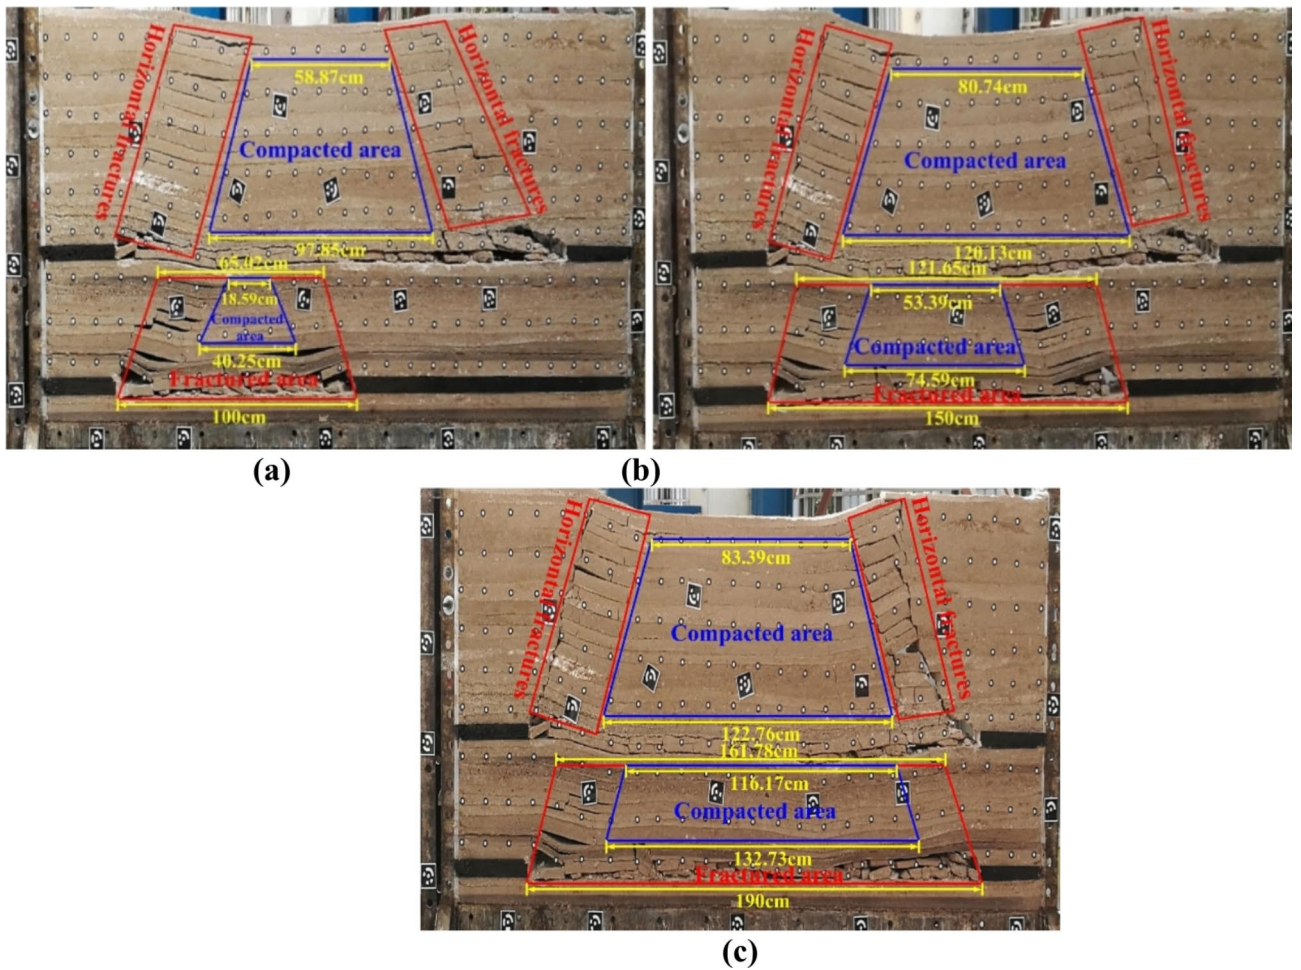 Horizontal fractures
58.87cm
Compacted area
Horizontal fractures
97.85cm
65.02cm
18.59cm
Compacted
area
40.25cm
Fractured area
100cm
(a)
Horizontal fractures
80.74cm
Compacted area
Horizontal fractures
120.13cm
121.65cm
53.39cm
Compacted area
74.59cm
Fractured area
150cm
(b)
Horizontal fractures
83.39cm
Compacted area
Horizontal fractures
122.76cm
161.78cm
116.17cm
Compacted area
132.73cm
Fractured area
190cm
(c)